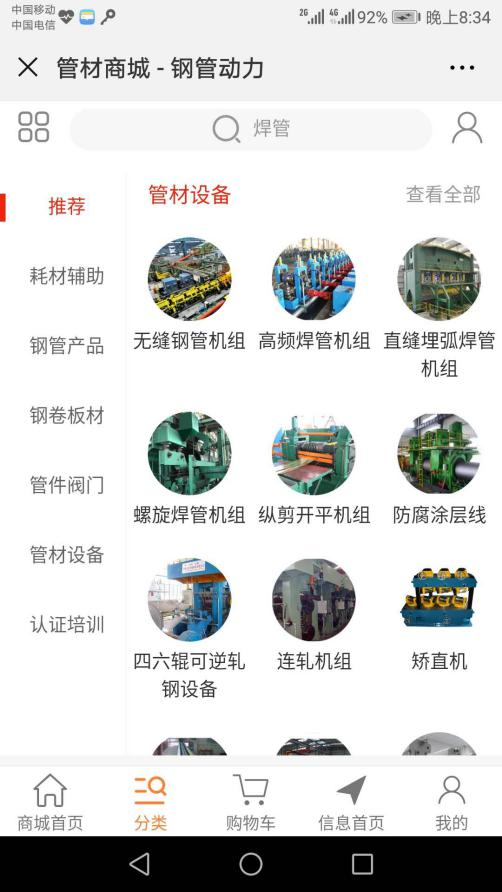 中国移动
中国电信
2G 4G 92% 晚上8:34
管材商城 - 钢管动力
焊管
推荐
耗材辅助
钢管产品
钢卷板材
管件阀门
管材设备
认证培训
管材设备 查看全部
无缝钢管机组 高频焊管机组 直缝埋弧焊管
机组
螺旋焊管机组 纵剪开平机组 防腐涂层线
四六辊可逆轧 连轧机组 矫直机
钢设备
商城首页 分类 购物车 信息首页 我的